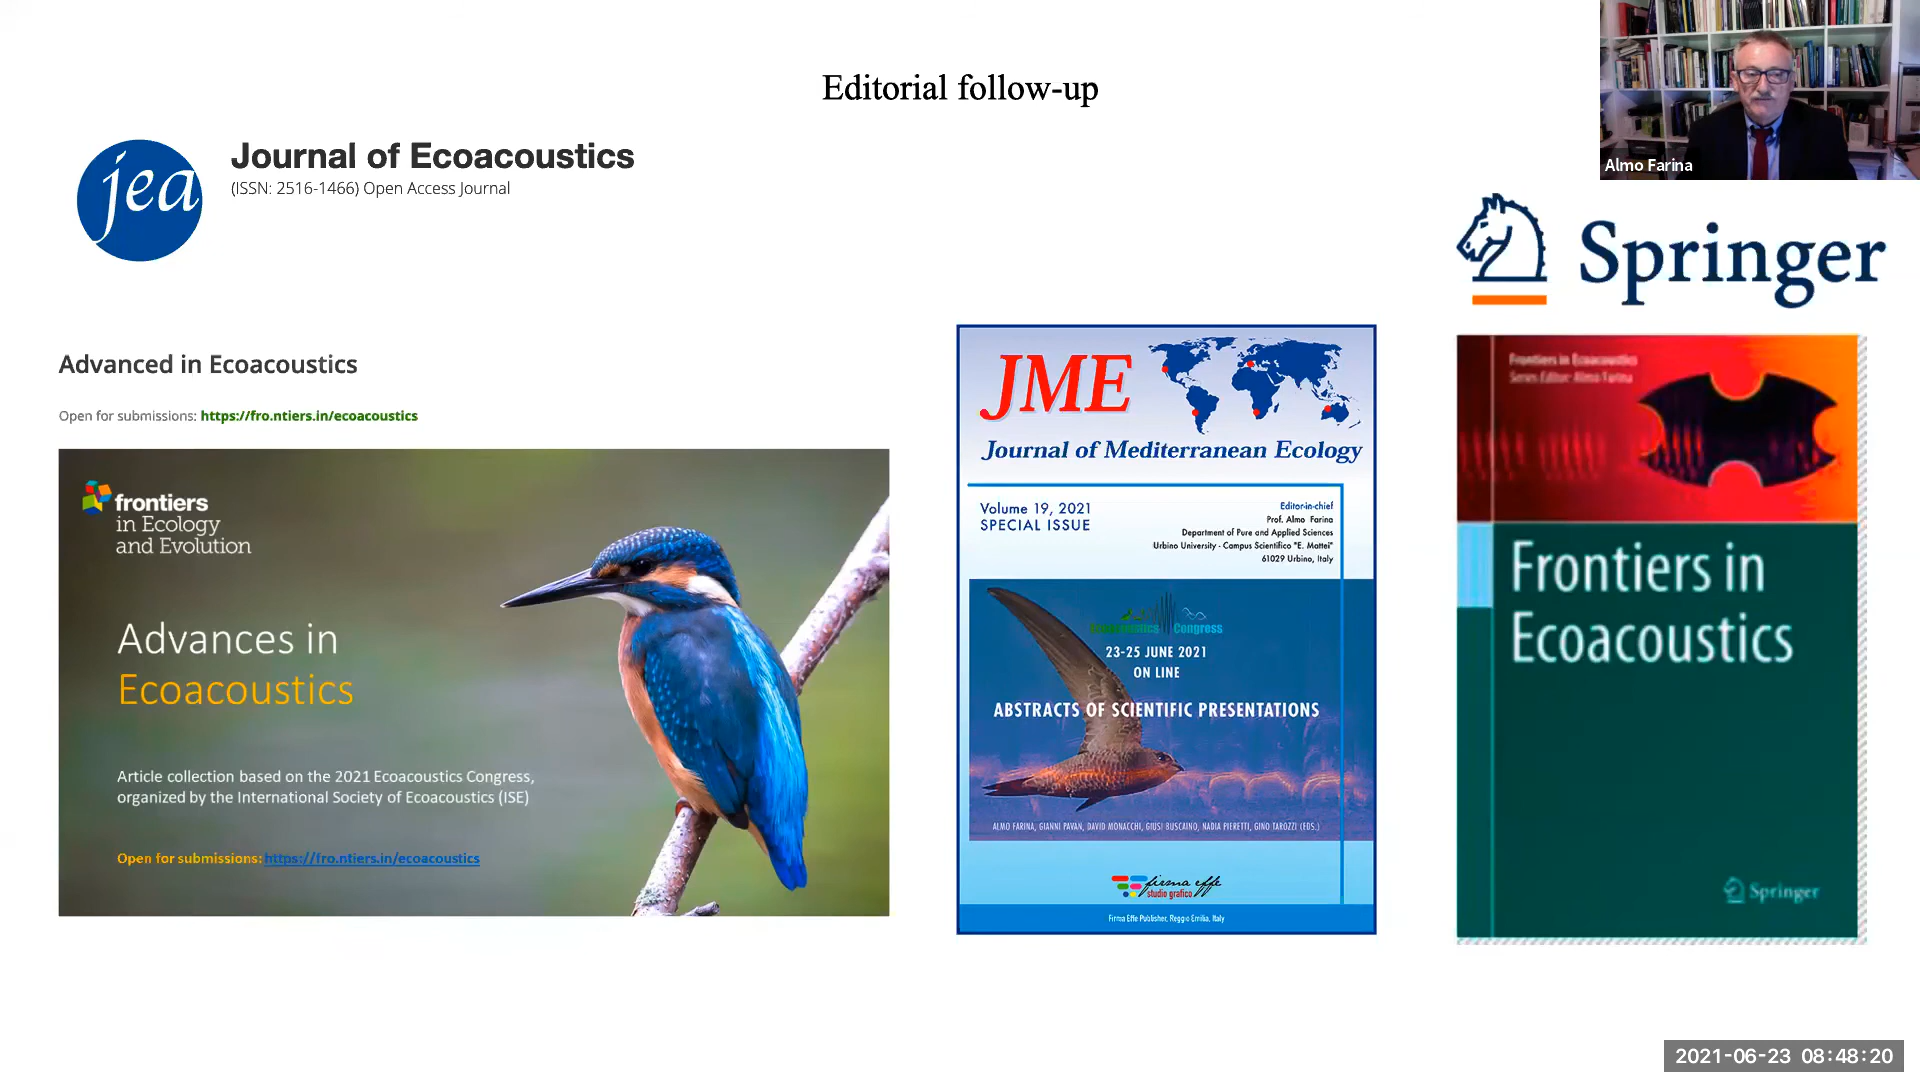 Editorial follow-up
Almo Farina
jea
Journal of Ecoacoustics
(ISSN: 2516-1466) Open Access Journal
Springer
Advanced in Ecoacoustics
Open for submissions: https://fro.ntiers.in/ecoacoustics
frontiers
in Ecology
and Evolution
Advances in
Ecoacoustics
Article collection based on the 2021 Ecoacoustics Congress,
organized by the International Society of Ecoacoustics (ISE)
Open for submissions: https://fro.ntiers.in/ecoacoustics
JME
Journal of Mediterranean Ecology
Volume 19, 2021
SPECIAL ISSUE
Editor-in-chief
Prof. Almo Farina
Department of Pure and Applied Sciences
Urbino University - Campus Scientifico "E. Mattei"
61029 Urbino, Italy
Ecoacoustics Congress
23-25 JUNE 2021
ON LINE
ABSTRACTS OF SCIENTIFIC PRESENTATIONS
ALMO FARINA, GIANNI PAVAN, DAVID MONACCHI, GIUSI BUSCAINO, NADIA PIERETTI, GINO TAROZZI (EDS.)
firma effe
studio grafico
Firma Effe Publisher, Reggio Emilia, Italy
Frontiers in Ecoacoustics
Series Editor: Almo Farina
Frontiers in
Ecoacoustics
Springer
2021-06-23 08:48:20